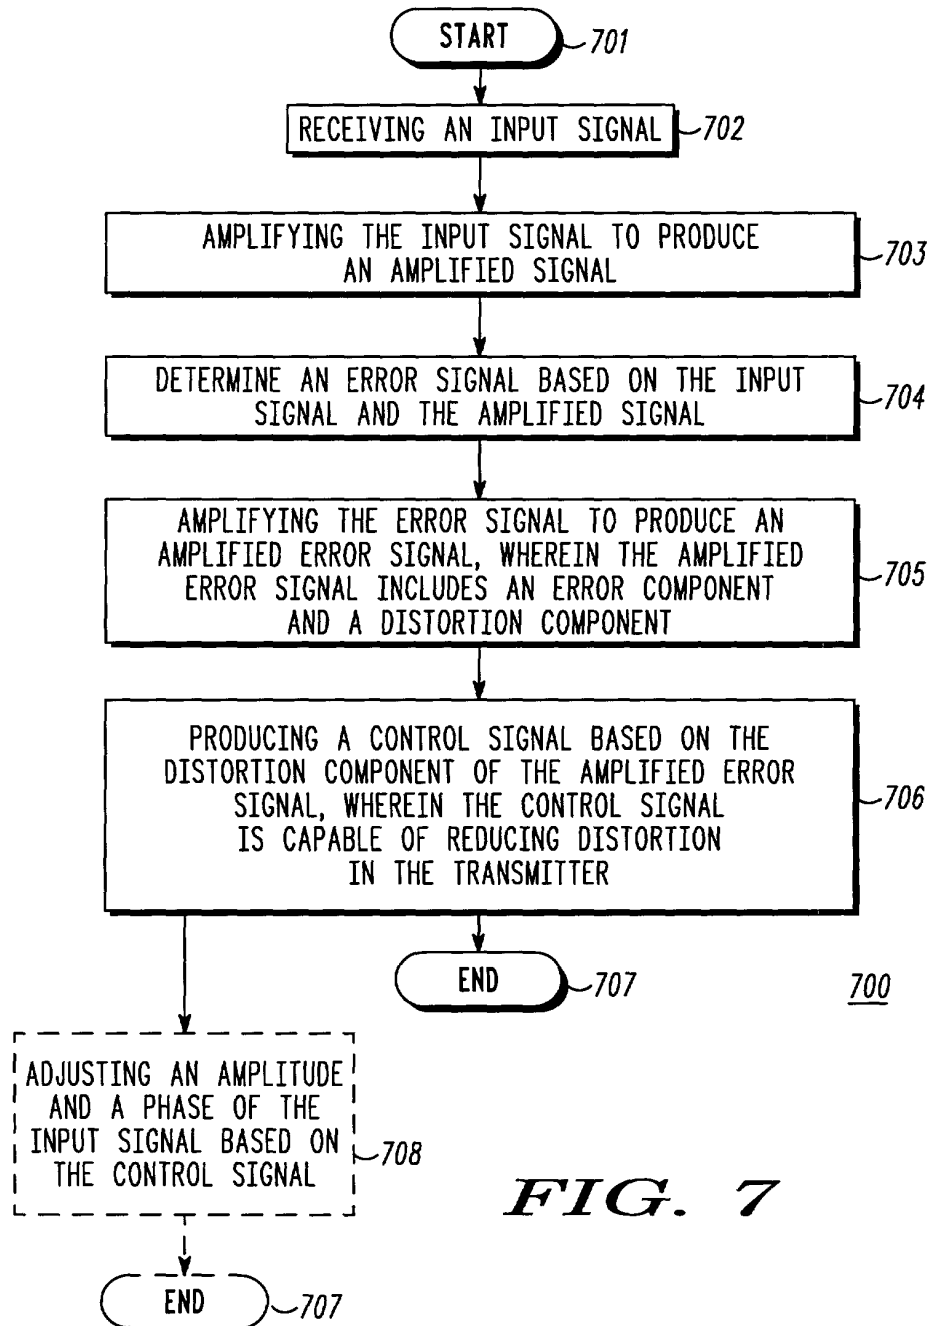 START
701
RECEIVING AN INPUT SIGNAL
702
AMPLIFYING THE INPUT SIGNAL TO PRODUCE
AN AMPLIFIED SIGNAL
703
DETERMINE AN ERROR SIGNAL BASED ON THE INPUT
SIGNAL AND THE AMPLIFIED SIGNAL
704
AMPLIFYING THE ERROR SIGNAL TO PRODUCE AN
AMPLIFIED ERROR SIGNAL, WHEREIN THE AMPLIFIED
ERROR SIGNAL INCLUDES AN ERROR COMPONENT
AND A DISTORTION COMPONENT
705
PRODUCING A CONTROL SIGNAL BASED ON THE
DISTORTION COMPONENT OF THE AMPLIFIED ERROR
SIGNAL, WHEREIN THE CONTROL SIGNAL
IS CAPABLE OF REDUCING DISTORTION
IN THE TRANSMITTER
706
END
707
700
ADJUSTING AN AMPLITUDE
AND A PHASE OF THE
INPUT SIGNAL BASED ON
THE CONTROL SIGNAL
708
END
707
FIG. 7